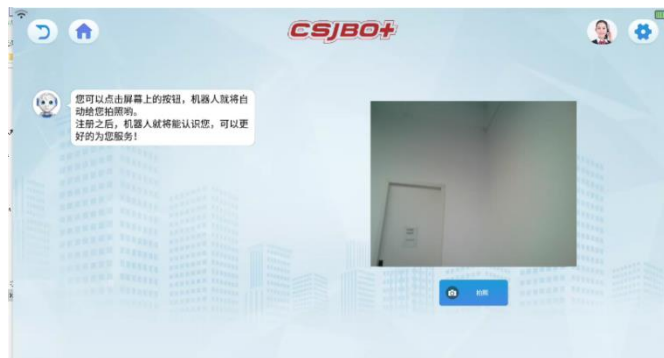 CSJBOT
您可以点击屏幕上的按钮，机器人就将自
动给您拍照哟。
注册之后，机器人就将能认识您，可以更
好的为您服务！
拍照